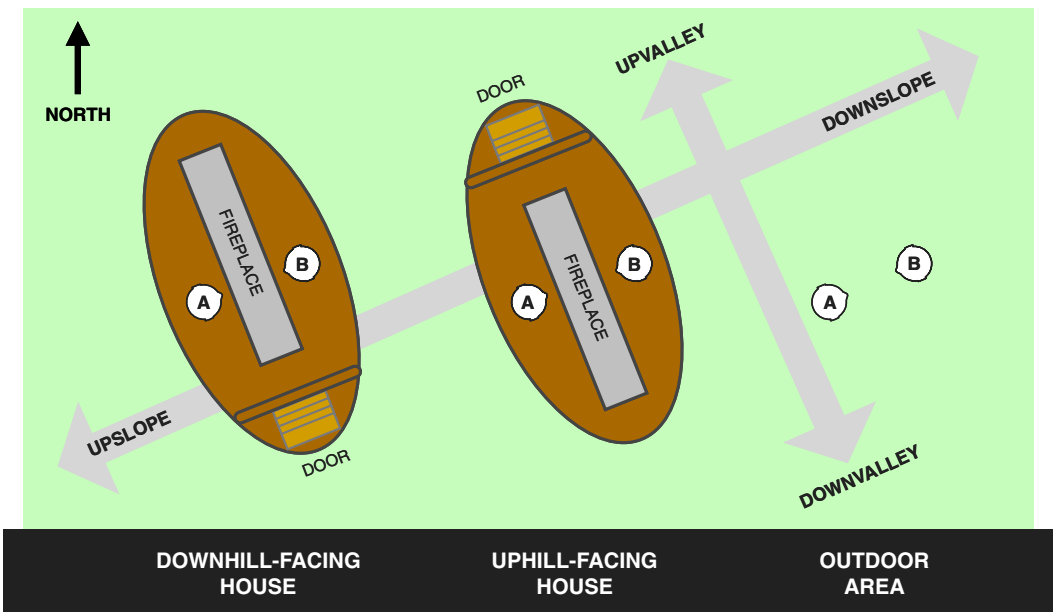 NORTH
UPVALLEY
DOWNSLOPE
DOOR
FIREPLACE
A
B
DOOR
UPSLOPE
FIREPLACE
A
B
A
B
DOWNVALLEY
DOWNHILL-FACING
HOUSE
UPHILL-FACING
HOUSE
OUTDOOR
AREA